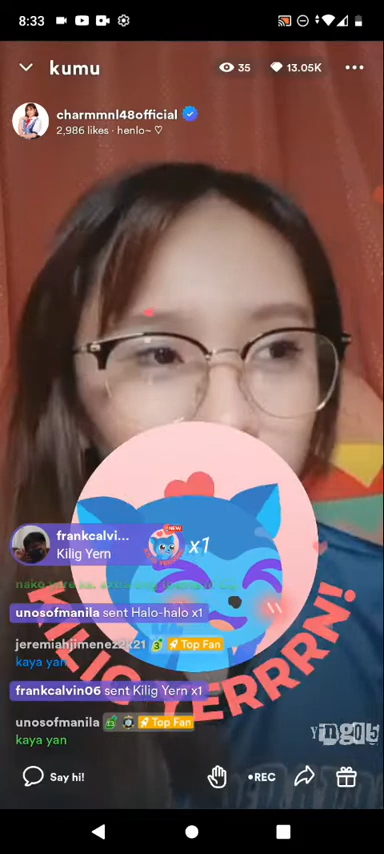 8:33
kumu
35
13.05K
charmmnl48official
2,986 likes · henlo~ ♡
frankcalvi...
Kilig Yern
NEW
x1
unosofmanila sent Halo-halo x1
jeremiahjimenez2k21 Top Fan
kaya yan
frankcalvin06 sent Kilig Yern x1
unosofmanila Top Fan
kaya yan
KILIG YERRRN!
Say hi!
•REC